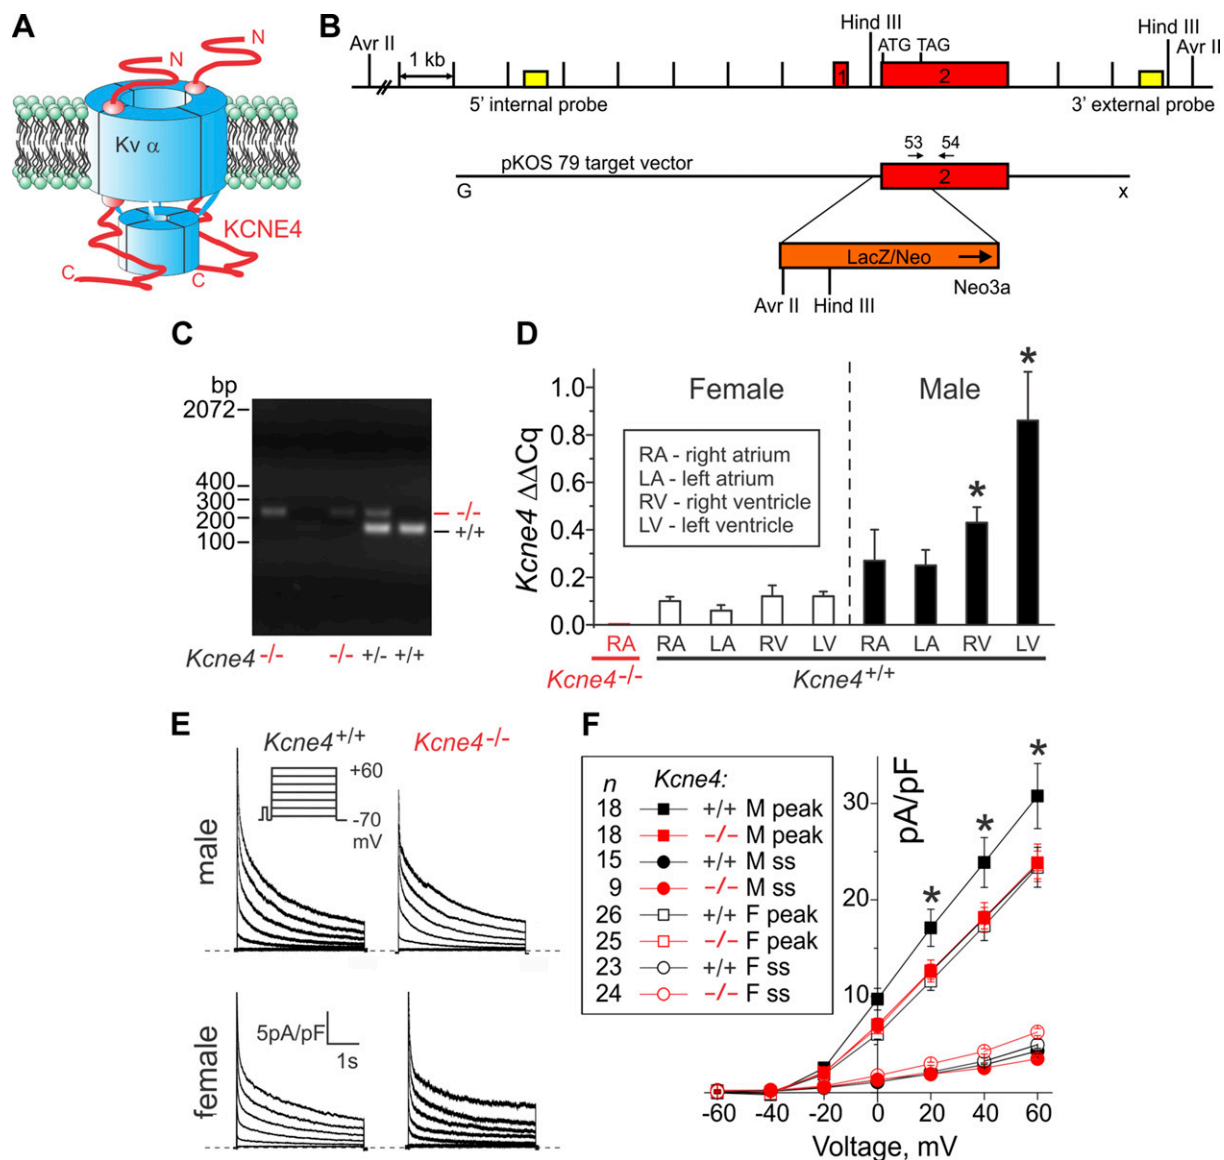 A
N
N
Kv α
KCNE4
C
C
B
Avr II
1 kb
Hind III
ATG TAG
Hind III
Avr II
1
2
5' internal probe
3' external probe
pKOS 79 target vector
53 54
2
G
x
LacZ/Neo
Avr II
Hind III
Neo3a
C
bp
2072
400
300
200
100
-/-
+/+
Kcne4 -/- -/- +/- +/+
D
Kcne4 ΔΔCq
1.0
0.8
0.6
0.4
0.2
0.0
Female
Male
RA - right atrium
LA - left atrium
RV - right ventricle
LV - left ventricle
*
*
RA RA LA RV LV RA LA RV LV
Kcne4-/-
Kcne4+/+
E
Kcne4+/+
Kcne4-/-
+60
-70
mV
male
5pA/pF
1s
female
F
n Kcne4:
18 +/+ M peak
18 -/- M peak
15 +/+ M ss
9 -/- M ss
26 +/+ F peak
25 -/- F peak
23 +/+ F ss
24 -/- F ss
pA/pF
*
*
*
30
20
10
-60 -40 -20 0 20 40 60
Voltage, mV